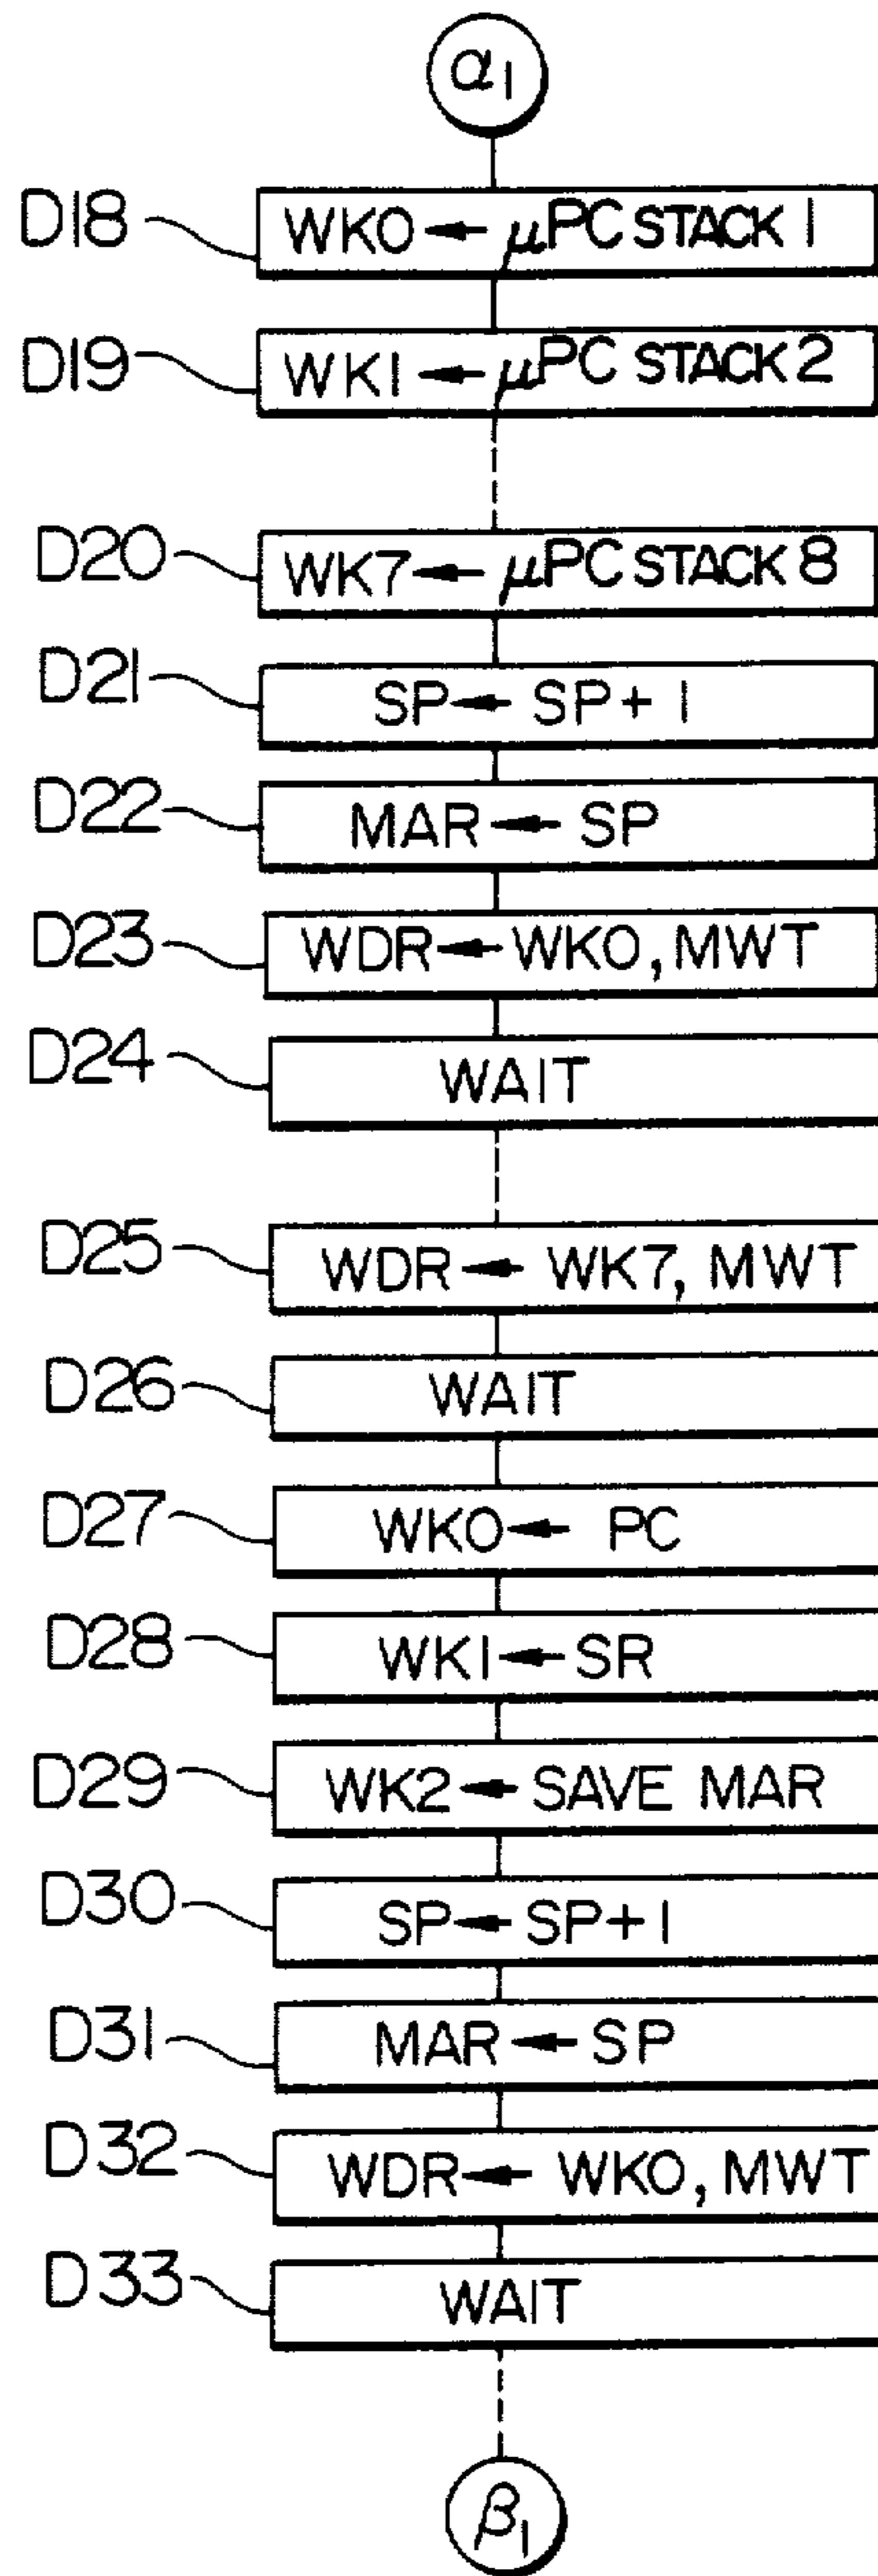 α1
D18 WK0 ← μPC STACK 1
D19 WK1 ← μPC STACK 2
D20 WK7 ← μPC STACK 8
D21 SP ← SP + 1
D22 MAR ← SP
D23 WDR ← WK0, MWT
D24 WAIT
D25 WDR ← WK7, MWT
D26 WAIT
D27 WK0 ← PC
D28 WK1 ← SR
D29 WK2 ← SAVE MAR
D30 SP ← SP + 1
D31 MAR ← SP
D32 WDR ← WK0, MWT
D33 WAIT
β1